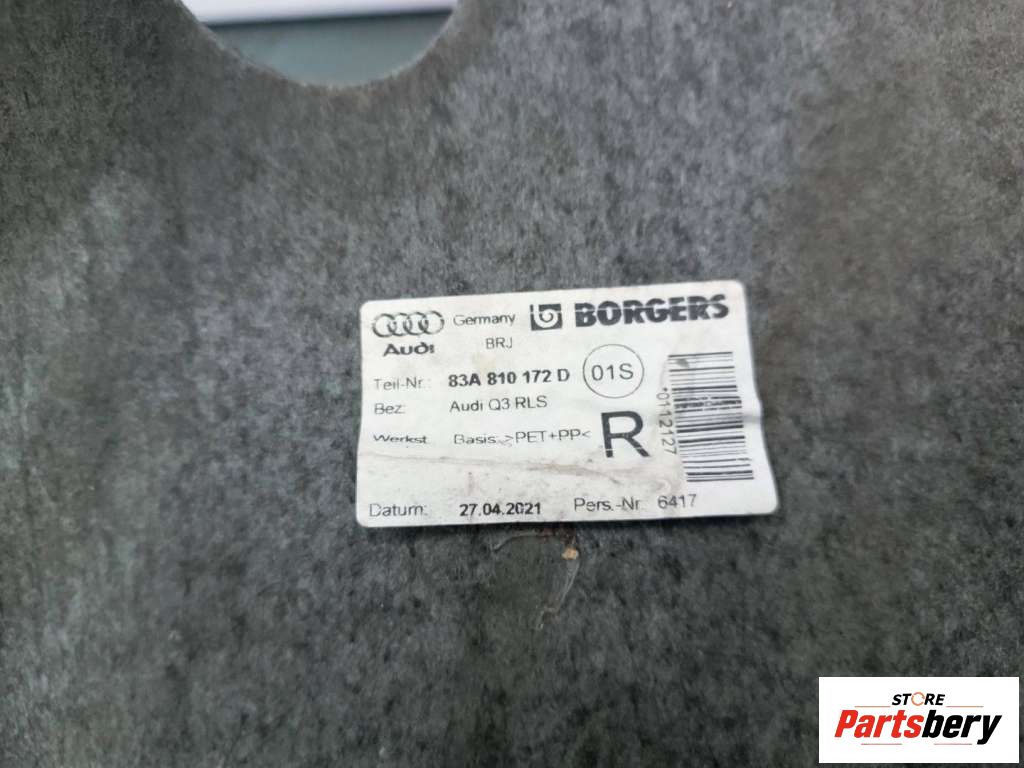 Audi Germany BORGERS
BRJ
Teil-Nr.: 83A 810 172 D 01S
Bez: Audi Q3 RLS
Werkst. Basis: >PET+PP< R
*0112127
Datum: 27.04.2021 Pers.-Nr. 6417
STORE
Partsbery